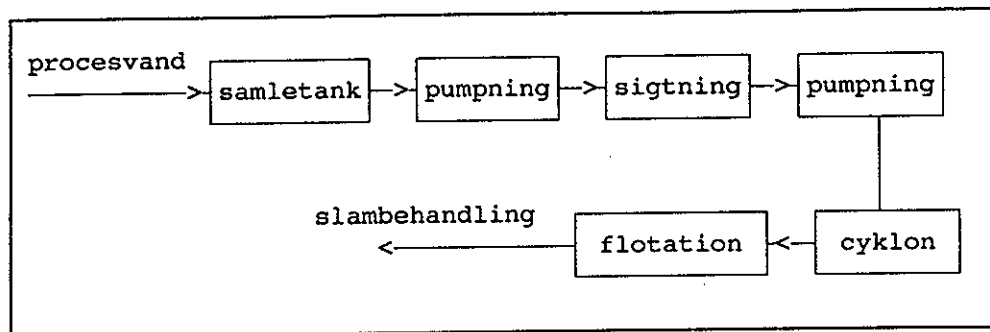 procesvand
samletank
pumpning
sigtning
pumpning
slambehandling
flotation
cyklon